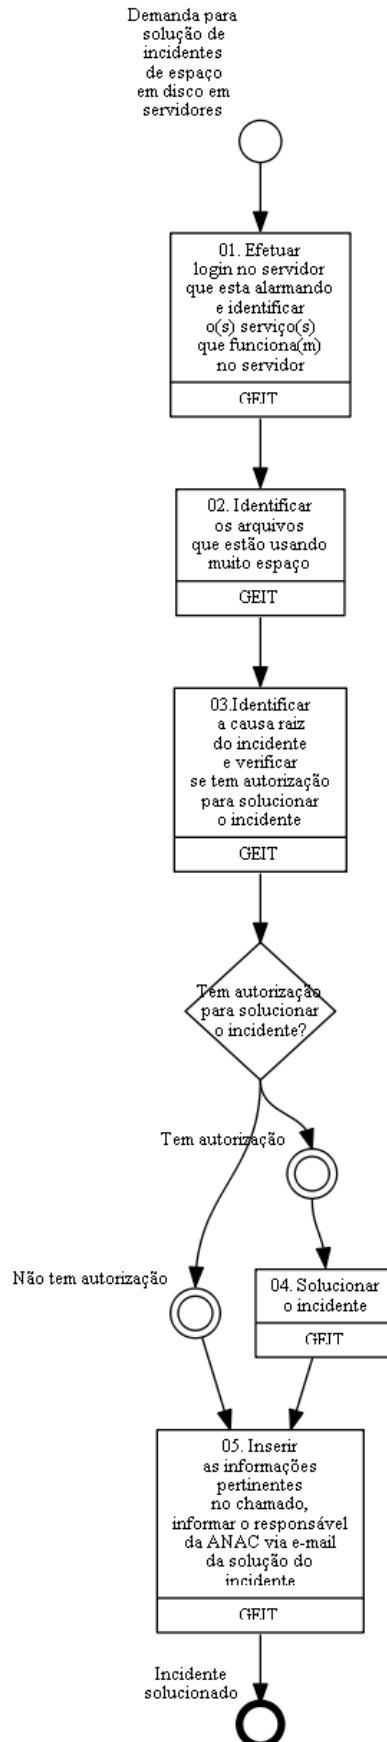 Demanda para
solução de
incidentes
de espaço
em disco em
servidores
01. Efetuar
login no servidor
que esta alarmando
e identificar
o(s) serviço(s)
que funciona(m)
no servidor
GEIT
02. Identificar
os arquivos
que estão usando
muito espaço
GEIT
03.Identificar
a causa raiz
do incidente
e verificar
se tem autorização
para solucionar
o incidente
GEIT
Tem autorização
para solucionar
o incidente?
Tem autorização
Não tem autorização
04. Solucionar
o incidente
GEIT
05. Inserir
as informações
pertinentes
no chamado,
informar o responsável
da ANAC via e-mail
da solução do
incidente
GEIT
Incidente
solucionado